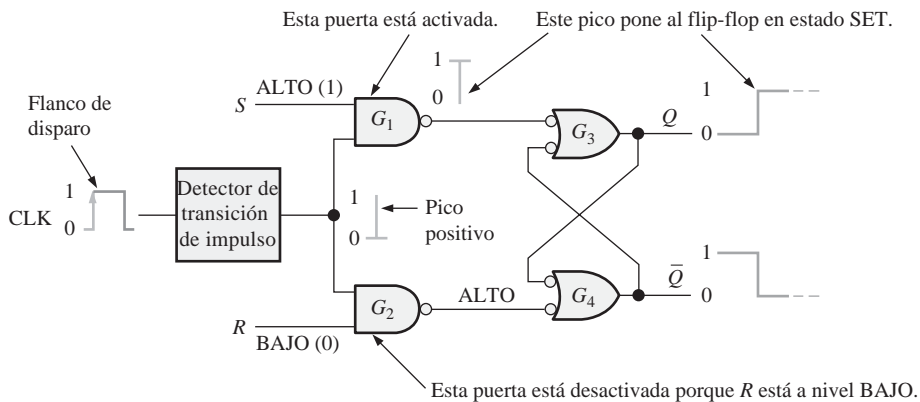 Esta puerta está activada.
Este pico pone al flip-flop en estado SET.
1
0
ALTO (1)
S
G1
Flanco de
disparo
1
0
CLK
Detector de
transición
de impulso
1
0
Pico
positivo
G3
Q
1
0
G2
ALTO
R
BAJO (0)
G4
Q̅
1
0
Esta puerta está desactivada porque R está a nivel BAJO.